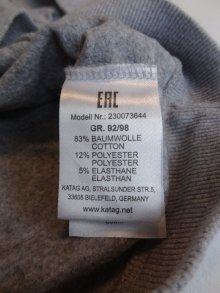 EAC
Modell Nr.: 230073644
GR. 92/98
83% BAUMWOLLE
COTTON
12% POLYESTER
POLYESTER
5% ELASTHANE
ELASTHAN
KATAG AG, STRALSUNDER STR.5,
33605 BIELEFELD, GERMANY
www.katag.net